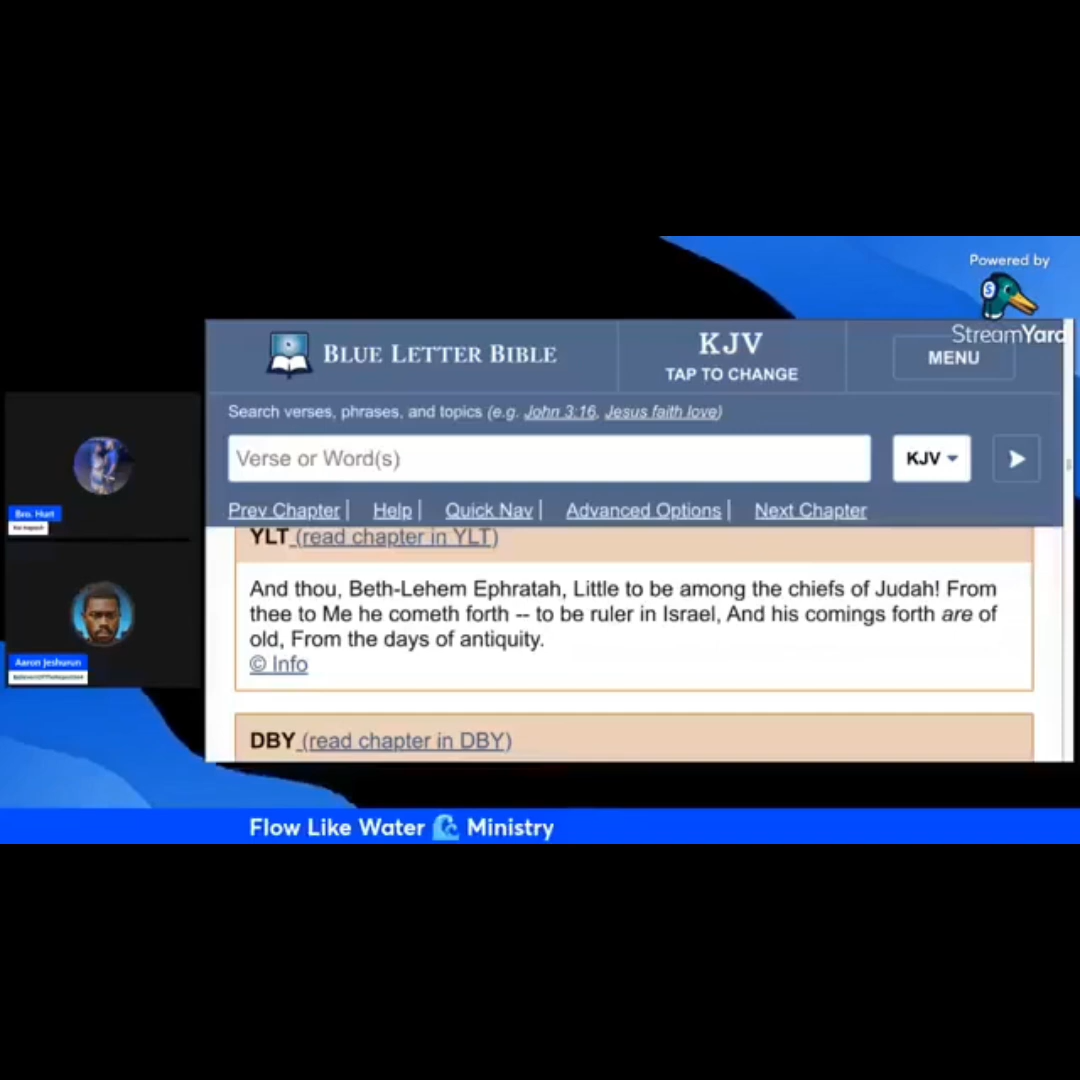 Powered by
StreamYard
BLUE LETTER BIBLE
KJV
TAP TO CHANGE
MENU
Search verses, phrases, and topics (e.g. John 3:16, Jesus faith love)
Verse or Word(s)
KJV
Prev Chapter | Help | Quick Nav | Advanced Options | Next Chapter
YLT (read chapter in YLT)
And thou, Beth-Lehem Ephratah, Little to be among the chiefs of Judah! From
thee to Me he cometh forth -- to be ruler in Israel, And his comings forth are of
old, From the days of antiquity.
© Info
DBY (read chapter in DBY)
Bro. Hurt
Aaron Jeshurun
Flow Like Water 🌊 Ministry